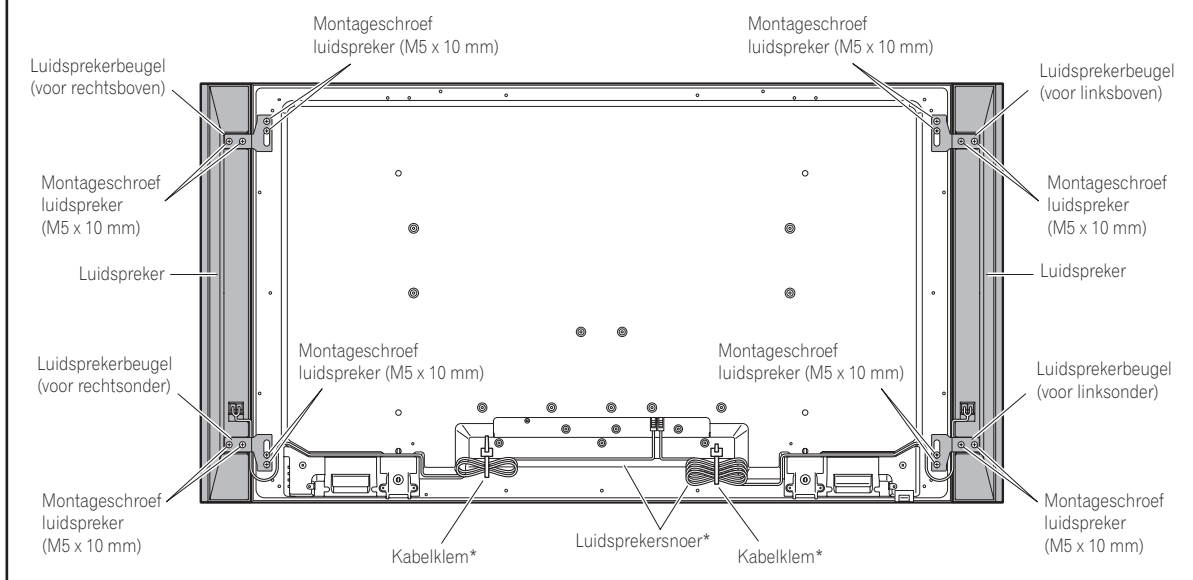 Montageschroef
luidspreker (M5 x 10 mm)
Montageschroef
luidspreker (M5 x 10 mm)
Luidsprekerbeugel
(voor rechtsboven)
Luidsprekerbeugel
(voor linksboven)
Montageschroef
luidspreker
(M5 x 10 mm)
Montageschroef
luidspreker
(M5 x 10 mm)
Luidspreker
Luidspreker
Luidsprekerbeugel
(voor rechtsonder)
Montageschroef
luidspreker (M5 x 10 mm)
Montageschroef
luidspreker (M5 x 10 mm)
Luidsprekerbeugel
(voor linksonder)
Montageschroef
luidspreker
(M5 x 10 mm)
Kabelklem*
Luidsprekersnoer*
Kabelklem*
Montageschroef
luidspreker
(M5 x 10 mm)